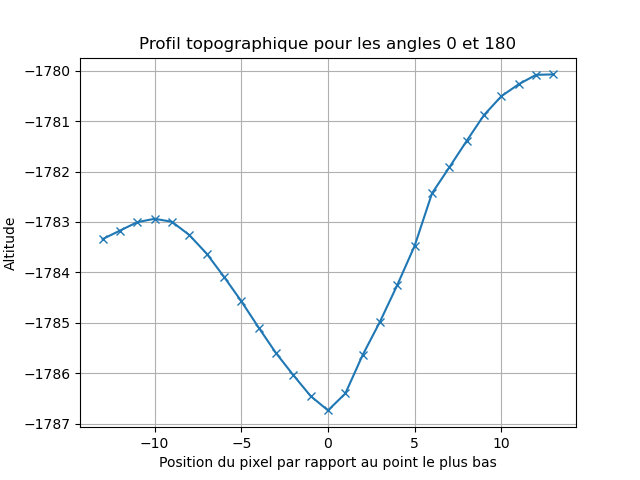 Profil topographique pour les angles 0 et 180
−1780
−1781
−1782
−1783
−1784
−1785
−1786
−1787
Altitude
−10 −5 0 5 10
Position du pixel par rapport au point le plus bas